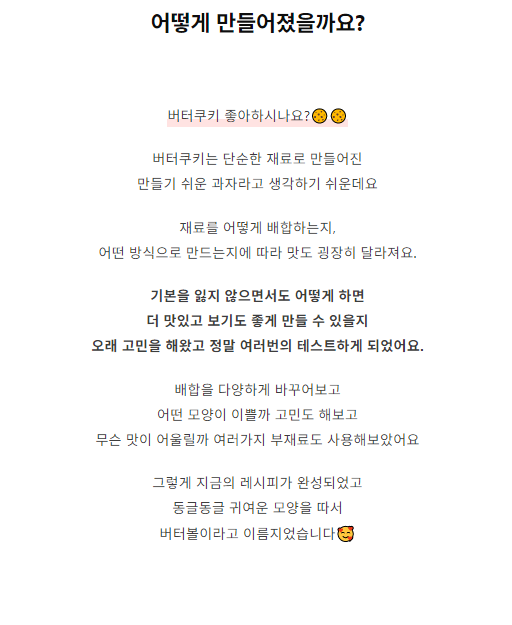 어떻게 만들어졌을까요?
버터쿠키 좋아하시나요?🍪🍪
버터쿠키는 단순한 재료로 만들어진
만들기 쉬운 과자라고 생각하기 쉬운데요
재료를 어떻게 배합하는지,
어떤 방식으로 만드는지에 따라 맛도 굉장히 달라져요.
기본을 잃지 않으면서도 어떻게 하면
더 맛있고 보기도 좋게 만들 수 있을지
오래 고민을 해왔고 정말 여러번의 테스트하게 되었어요.
배합을 다양하게 바꾸어보고
어떤 모양이 이쁠까 고민도 해보고
무슨 맛이 어울릴까 여러가지 부재료도 사용해보았어요
그렇게 지금의 레시피가 완성되었고
동글동글 귀여운 모양을 따서
버터볼이라고 이름지었습니다🥰